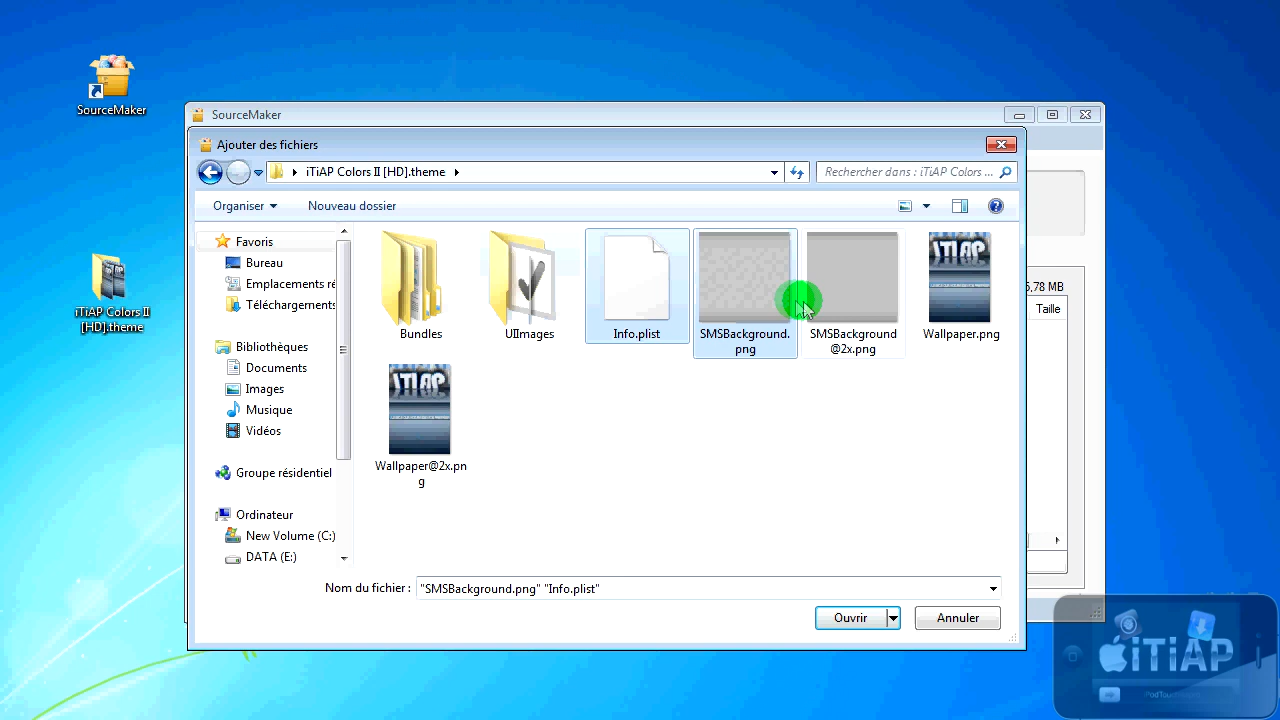 SourceMaker
iTiAP Colors II
[HD].theme
SourceMaker
Ajouter des fichiers
iTiAP Colors II [HD].theme
Rechercher dans : iTiAP Colors ...
Organiser
Nouveau dossier
Favoris
Bureau
Emplacements ré
Téléchargements
Bibliothèques
Documents
Images
Musique
Vidéos
Groupe résidentiel
Ordinateur
New Volume (C:)
DATA (E:)
Bundles
UIImages
Info.plist
SMSBackground.
png
SMSBackground
@2x.png
iTiAP
Wallpaper.png
iTiAP
Wallpaper@2x.pn
g
5,78 MB
Taille
Nom du fichier :
"SMSBackground.png" "Info.plist"
Ouvrir
Annuler
iTiAP